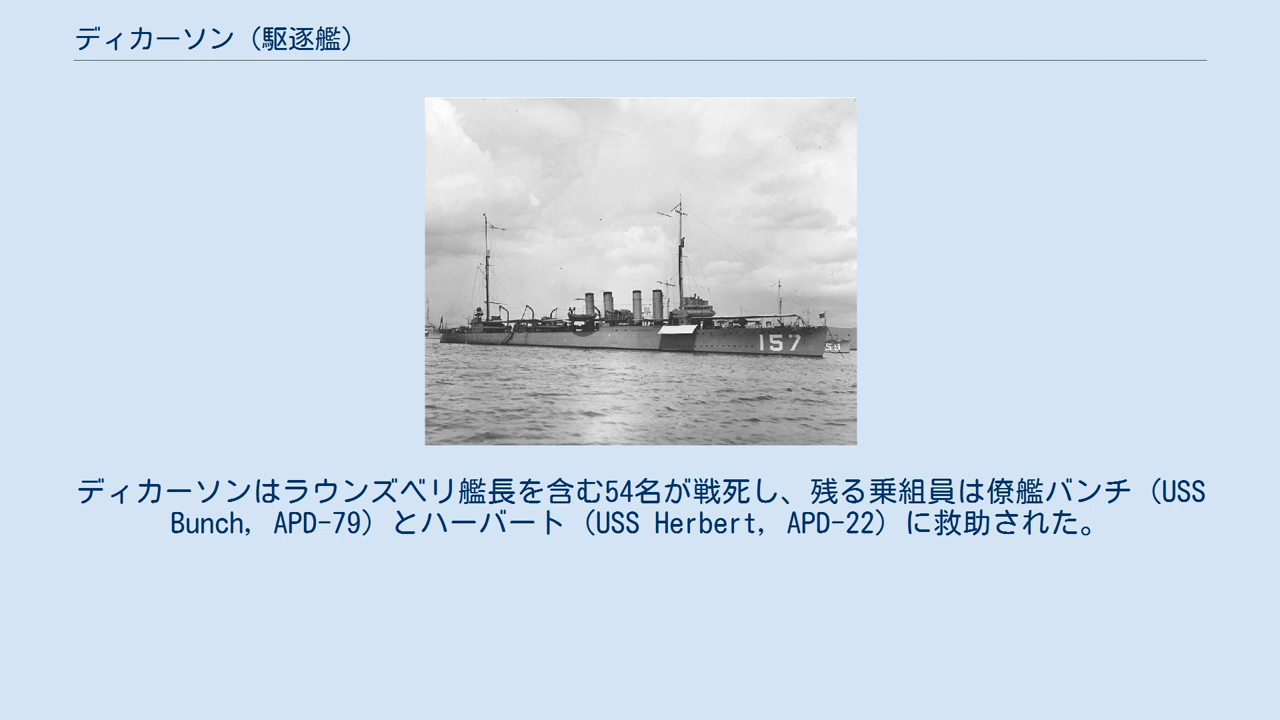 ディカーソン（駆逐艦）
157
ディカーソンはラウンズベリ艦長を含む54名が戦死し、残る乗組員は僚艦バンチ（USS
Bunch, APD-79）とハーバート（USS Herbert, APD-22）に救助された。